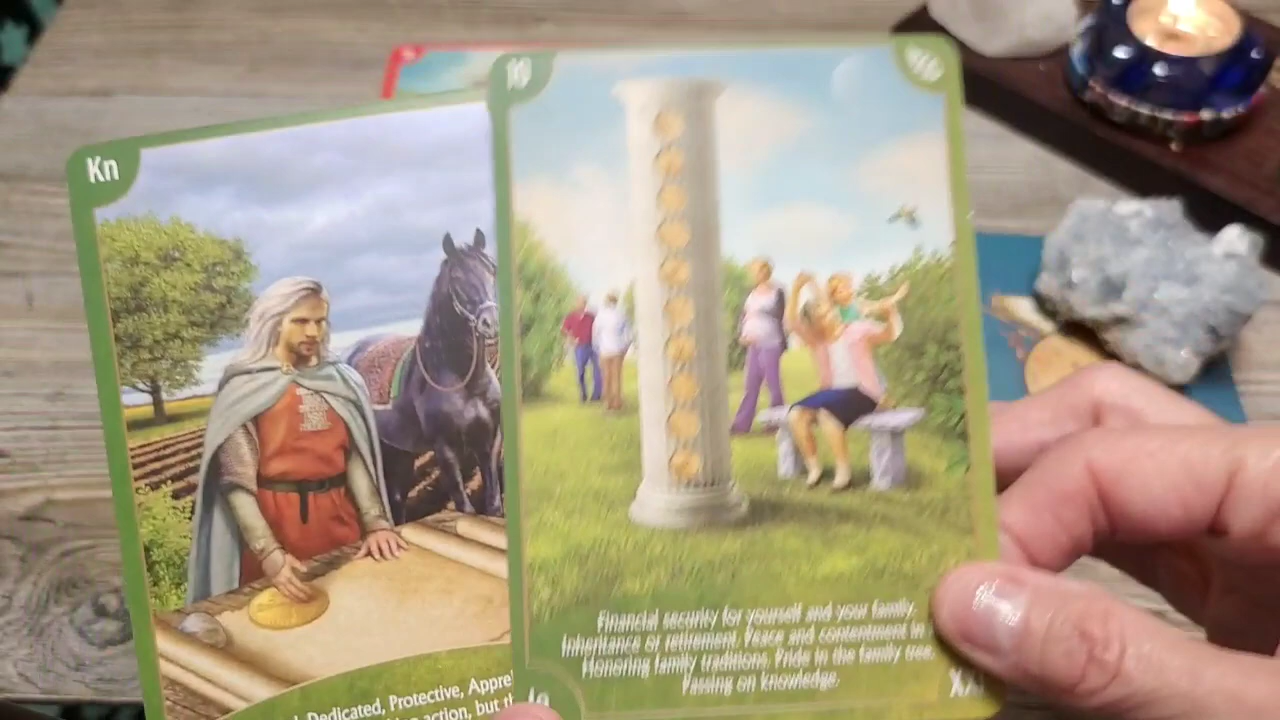 Kn
10
Dedicated, Protective, Appre
action, but th
Financial security for yourself and your family.
Inheritance or retirement. Peace and contentment in
Honoring family traditions. Pride in the family tree.
Passing on knowledge.
10